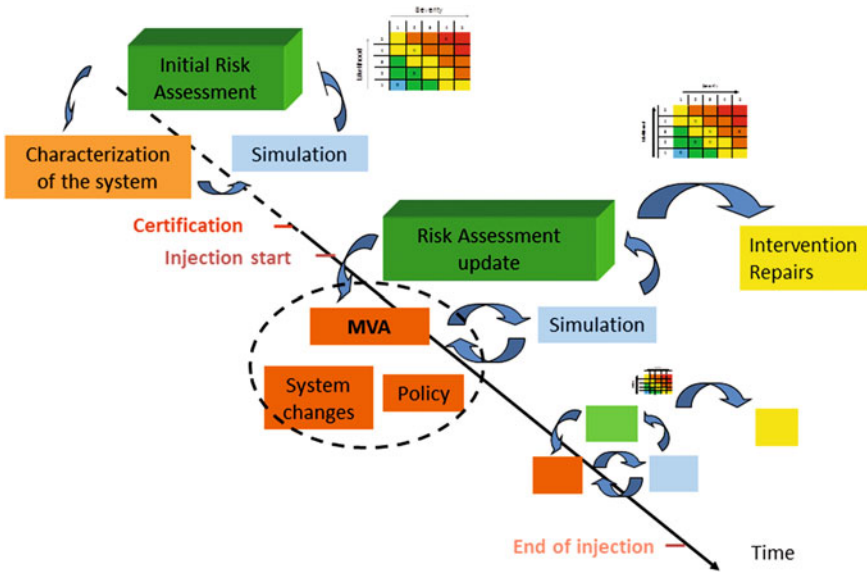 Severity
Likelihood
Initial Risk
Assessment
Characterization
of the system
Simulation
Certification
Injection start
Risk Assessment
update
Intervention
Repairs
MVA
Simulation
System
changes
Policy
End of injection
Time